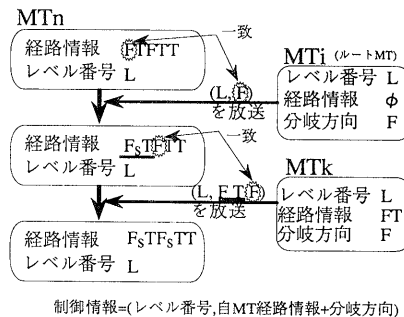 MTn
経路情報 FTFTT
レベル番号 L
一致
MTi (ルートMT)
レベル番号 L
経路情報 φ
分岐方向 F
(L, F)
を放送
経路情報 FsTFTT
レベル番号 L
一致
MTk
レベル番号 L
経路情報 FT
分岐方向 F
(L, F T F)
を放送
経路情報 FsTFsTT
レベル番号 L
制御情報=(レベル番号,自MT経路情報+分岐方向)